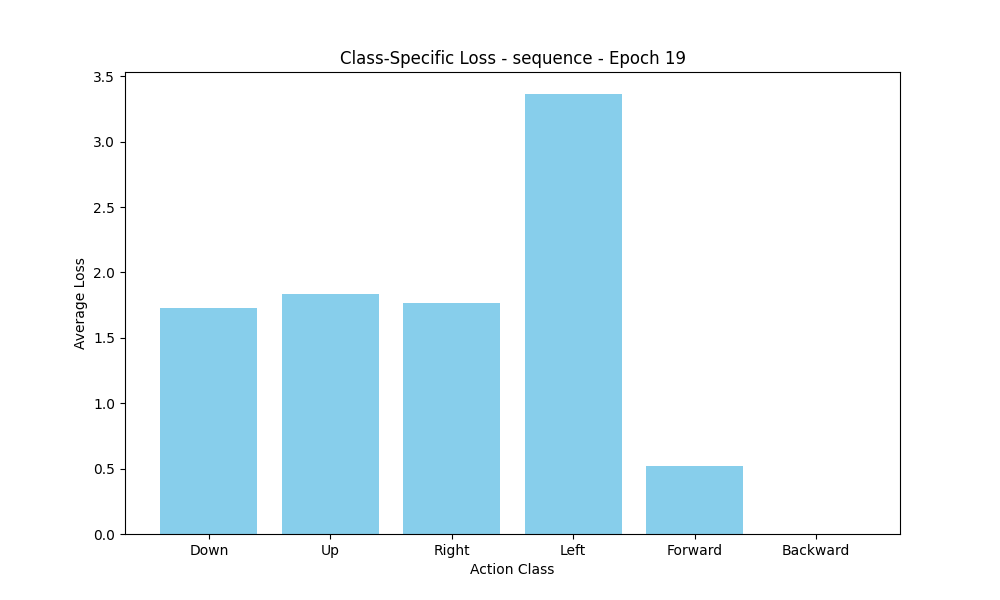 Class-Specific Loss - sequence - Epoch 19
3.5
3.0
2.5
2.0
1.5
1.0
0.5
0.0
Average Loss
Down Up Right Left Forward Backward
Action Class